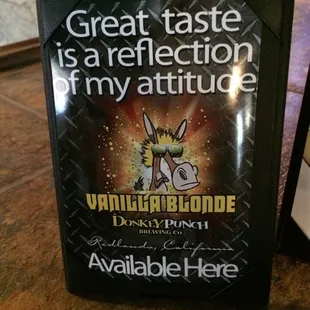 Great taste
is a reflection
of my attitude
VANILLA BLONDE
DONKEY PUNCH
BREWING CO.
Redlands, California
Available Here